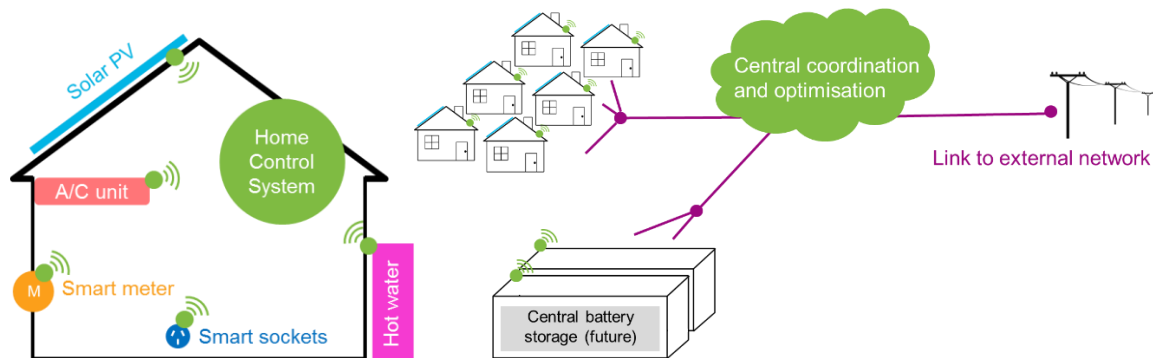 Solar PV
Home
Control
System
A/C unit
M
Smart meter
Smart sockets
Hot water
Central coordination
and optimisation
Link to external network
Central battery
storage (future)